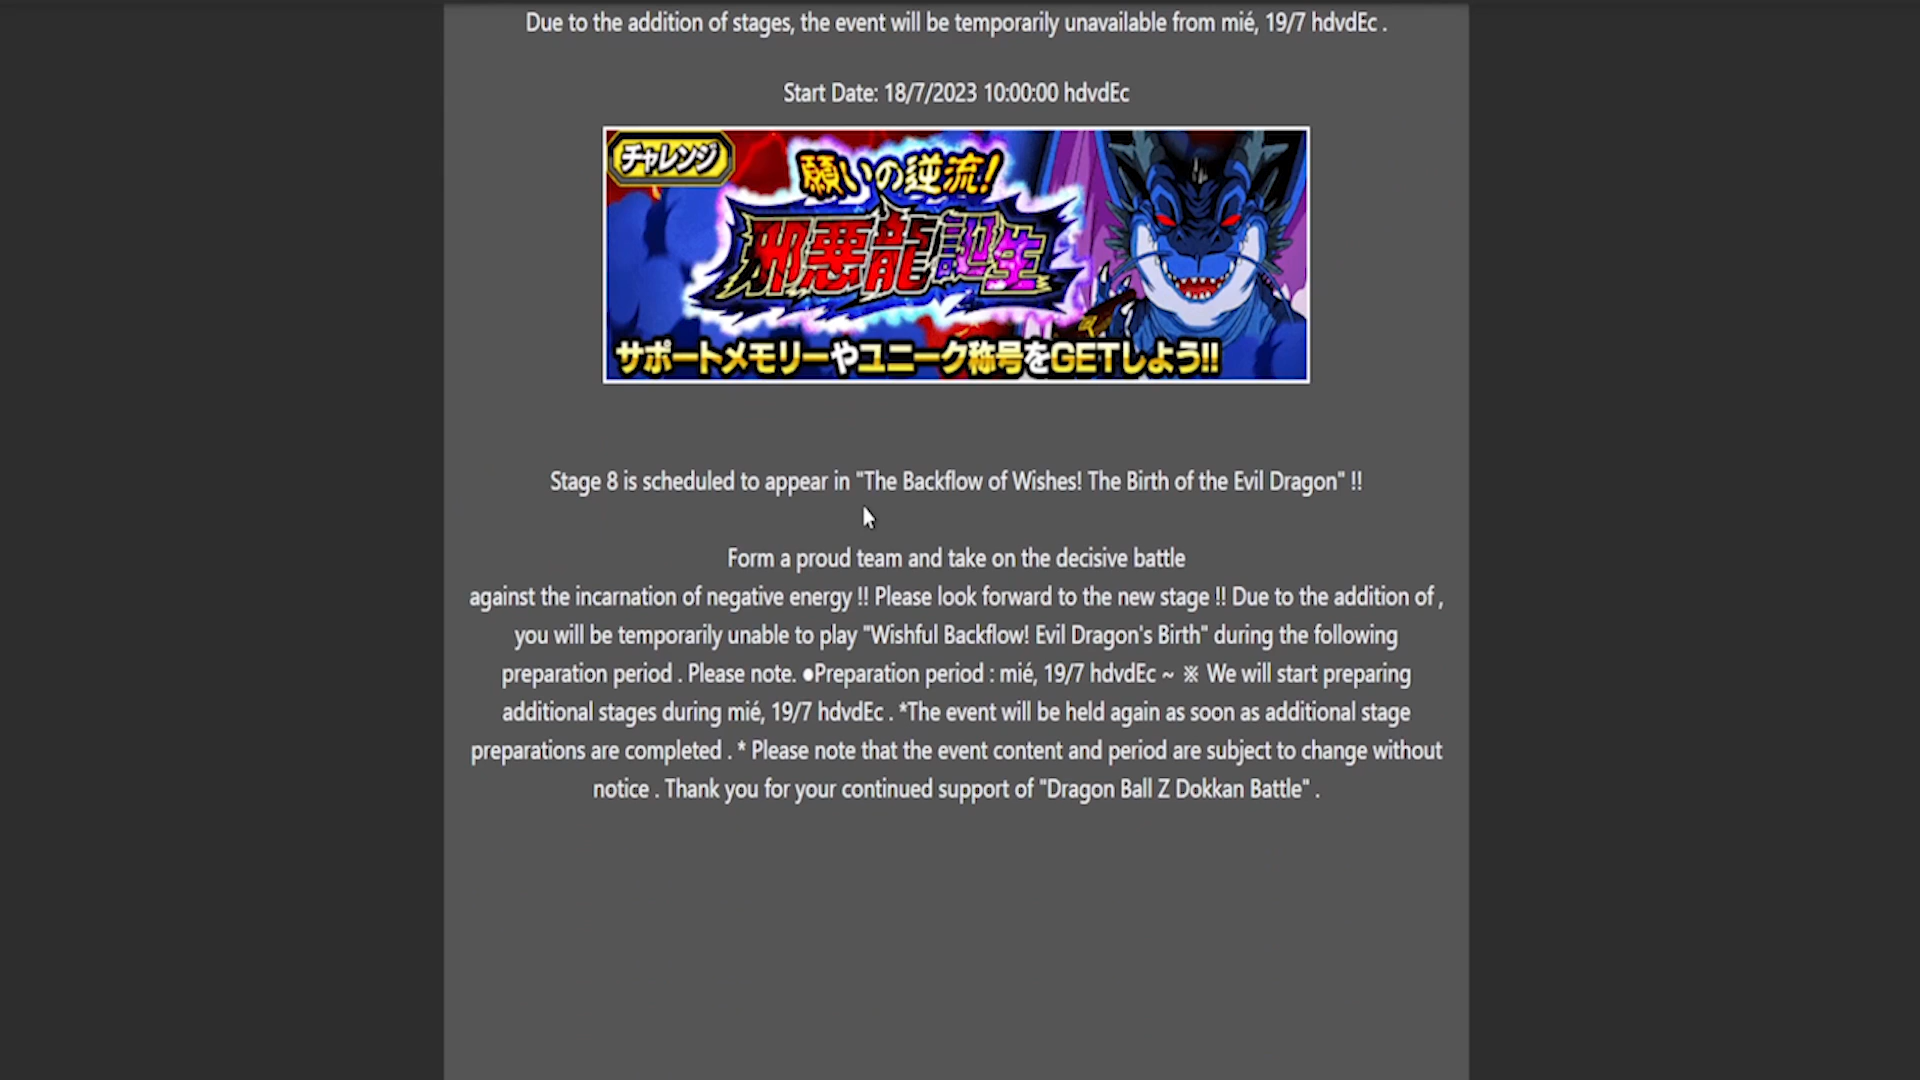 Due to the addition of stages, the event will be temporarily unavailable from mié, 19/7 hdvdEc .
Start Date: 18/7/2023 10:00:00 hdvdEc
チャレンジ
願いの逆流!
邪悪龍誕生
サポートメモリーやユニーク称号をGETしよう!!
Stage 8 is scheduled to appear in "The Backflow of Wishes! The Birth of the Evil Dragon" !!
Form a proud team and take on the decisive battle
against the incarnation of negative energy !! Please look forward to the new stage !! Due to the addition of ,
you will be temporarily unable to play "Wishful Backflow! Evil Dragon's Birth" during the following
preparation period . Please note. ●Preparation period : mié, 19/7 hdvdEc ~ ※ We will start preparing
additional stages during mié, 19/7 hdvdEc . *The event will be held again as soon as additional stage
preparations are completed . * Please note that the event content and period are subject to change without
notice . Thank you for your continued support of "Dragon Ball Z Dokkan Battle" .